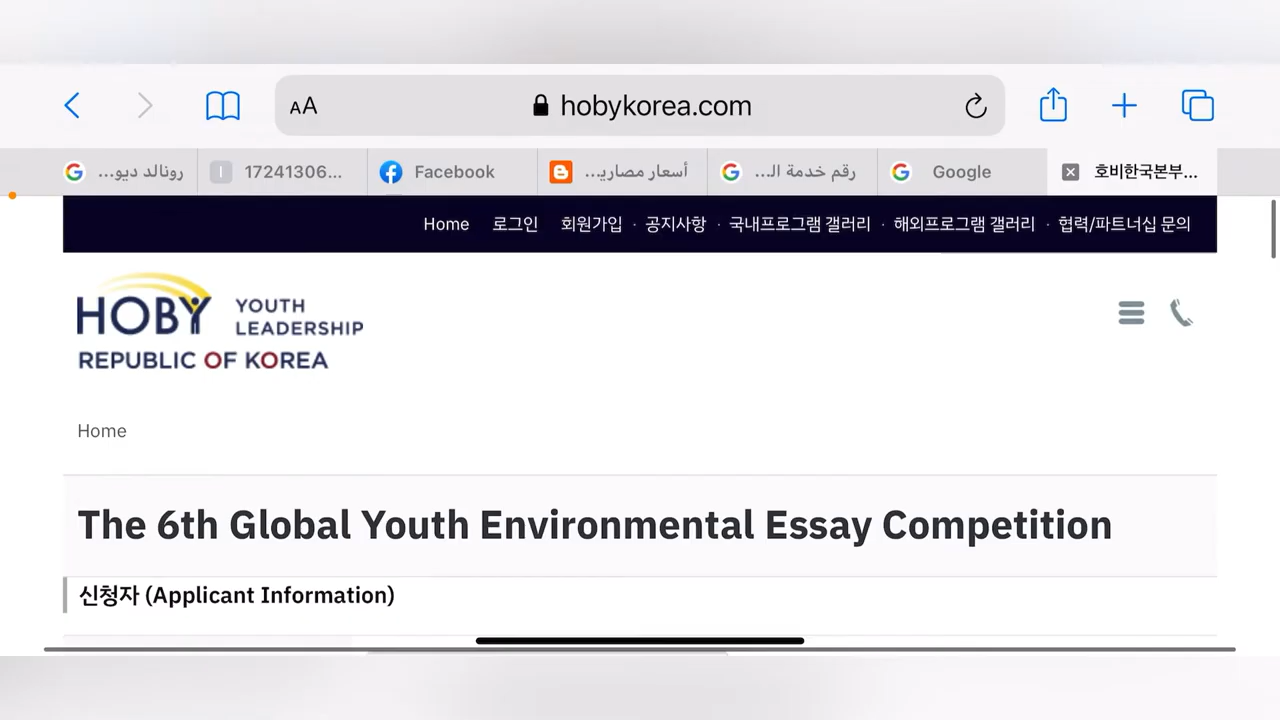 AA hobykorea.com
رونالد ديو... 17241306... Facebook أسعار مصاريـ... رقم خدمة الـ... Google 호비한국본부...
Home 로그인 회원가입 · 공지사항 · 국내프로그램 갤러리 · 해외프로그램 갤러리 · 협력/파트너십 문의
HOBY YOUTH
LEADERSHIP
REPUBLIC OF KOREA
Home
The 6th Global Youth Environmental Essay Competition
신청자 (Applicant Information)